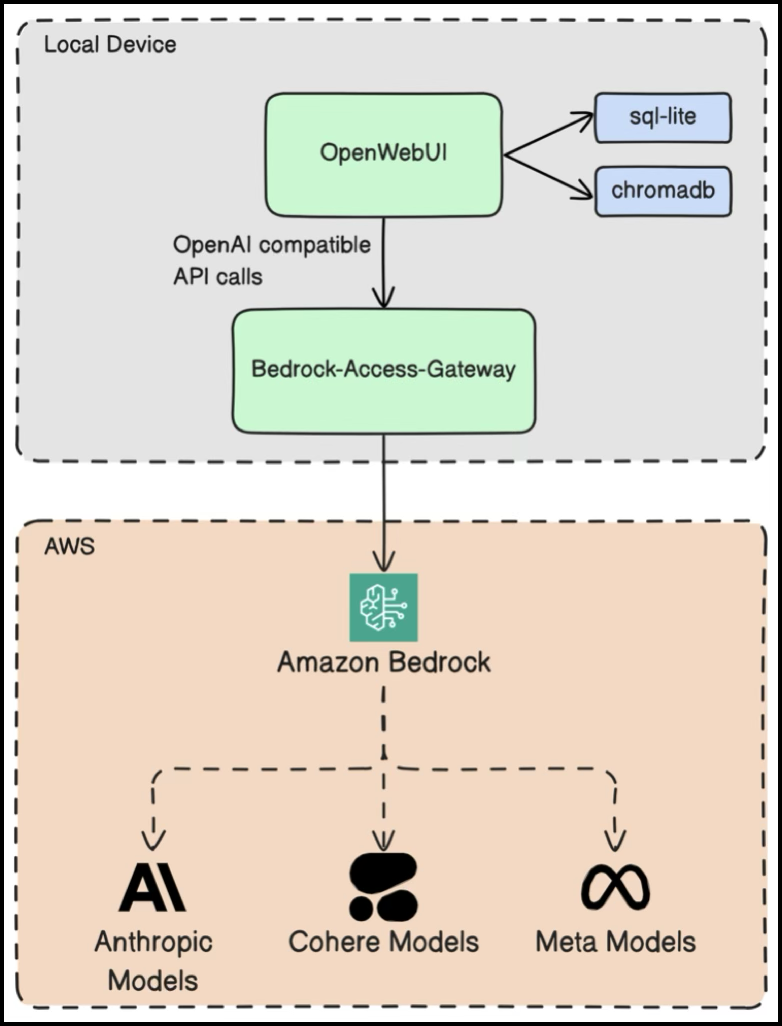 Local Device
OpenWebUI
sql-lite
chromadb
OpenAI compatible
API calls
Bedrock-Access-Gateway
AWS
Amazon Bedrock
Anthropic
Models
Cohere Models
Meta Models